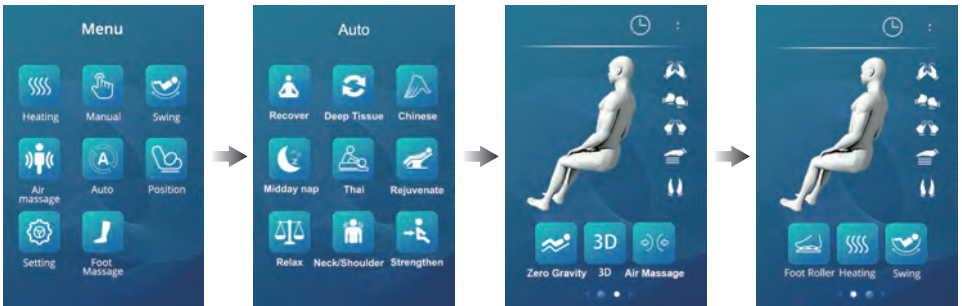 Menu
Heating Manual Swing
Air massage
A
Auto Position
Setting
Foot Massage
Auto
Recover Deep Tissue Chinese
Midday nap Thai Rejuvenate
Relax Neck/Shoulder Strengthen
3D
Zero Gravity 3D Air Massage
Foot Roller Heating Swing